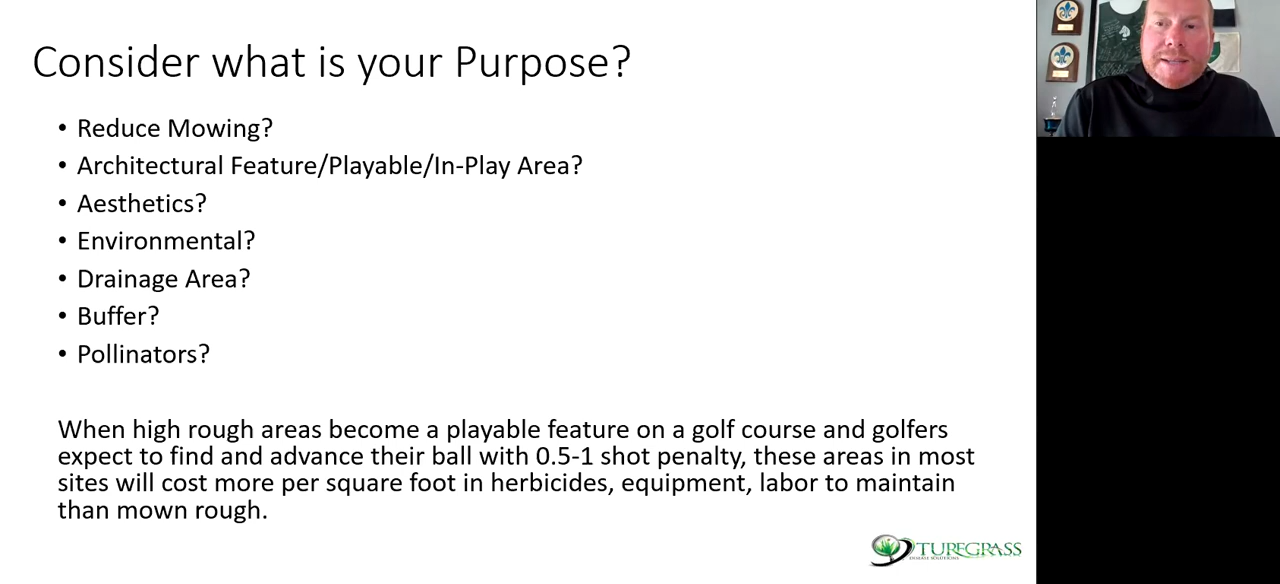 Consider what is your Purpose?
• Reduce Mowing?
• Architectural Feature/Playable/In-Play Area?
• Aesthetics?
• Environmental?
• Drainage Area?
• Buffer?
• Pollinators?
When high rough areas become a playable feature on a golf course and golfers
expect to find and advance their ball with 0.5-1 shot penalty, these areas in most
sites will cost more per square foot in herbicides, equipment, labor to maintain
than mown rough.
TURFGRASS
DISEASE SOLUTIONS